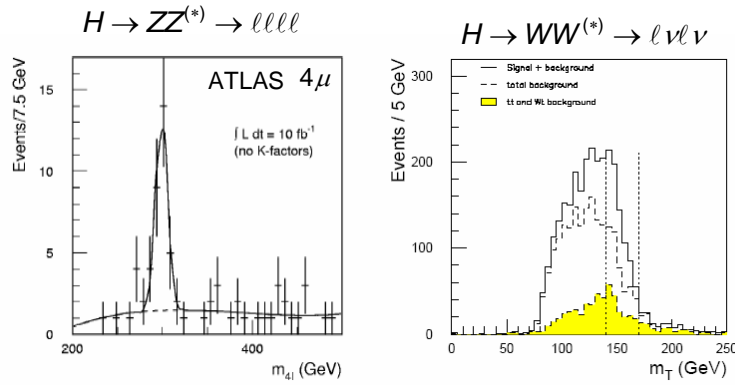 H → ZZ(*) → ℓℓℓℓ
ATLAS 4μ
∫ L dt = 10 fb-1
(no K-factors)
Events/7.5 GeV
15
10
5
0
200
400
m4l (GeV)
H → WW(*) → ℓνℓν
Signal + background
total background
tt and Wt background
Events / 5 GeV
300
200
100
0
0
50
100
150
200
250
mT (GeV)